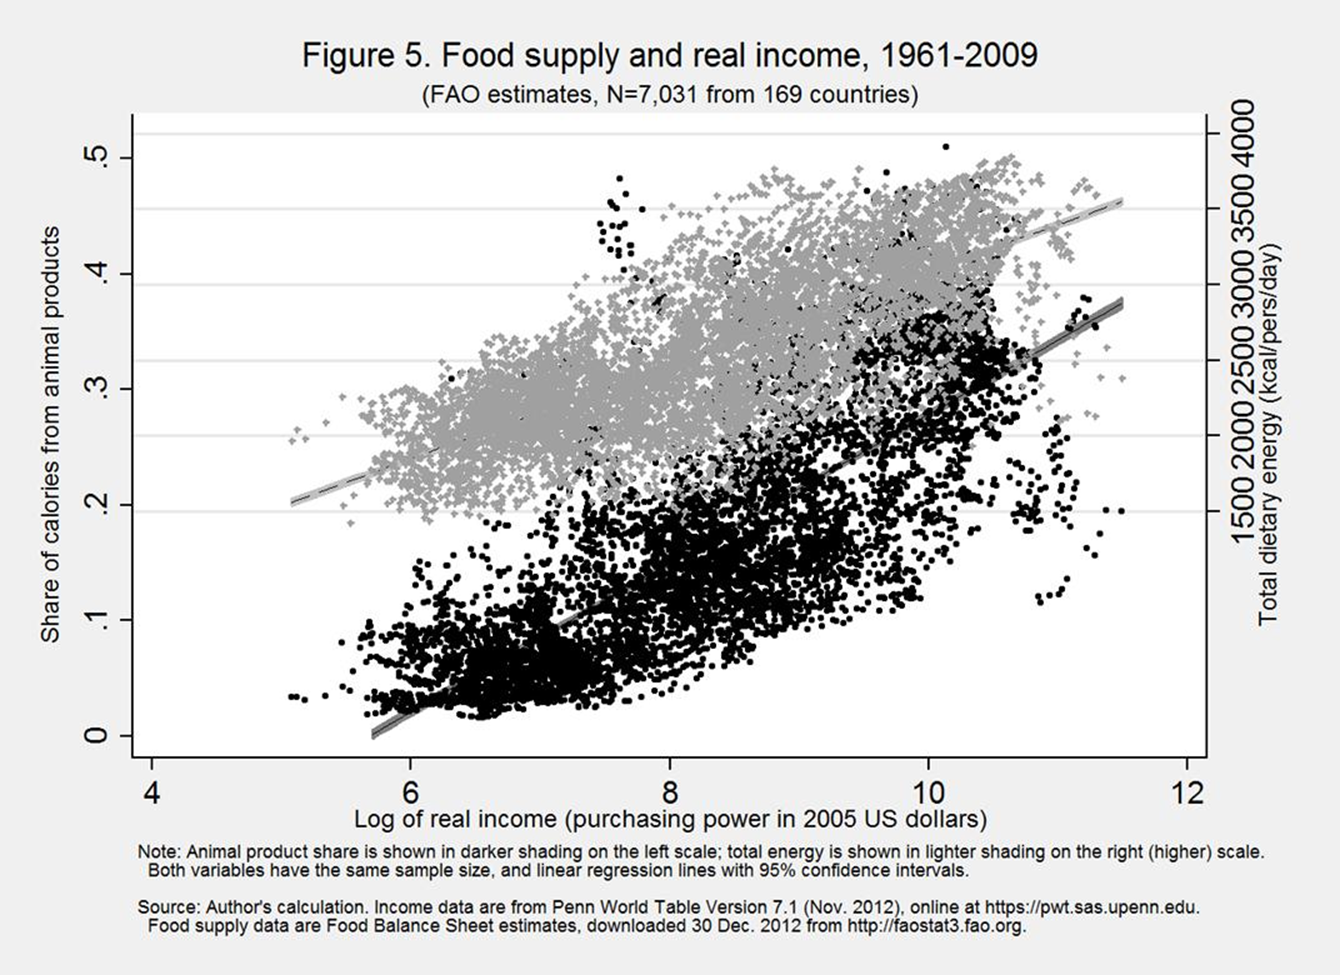 Figure 5. Food supply and real income, 1961-2009
(FAO estimates, N=7,031 from 169 countries)
Share of calories from animal products
0 .1 .2 .3 .4 .5
1500 2000 2500 3000 3500 4000
Total dietary energy (kcal/pers/day)
4 6 8 10 12
Log of real income (purchasing power in 2005 US dollars)
Note: Animal product share is shown in darker shading on the left scale; total energy is shown in lighter shading on the right (higher) scale.
Both variables have the same sample size, and linear regression lines with 95% confidence intervals.
Source: Author's calculation. Income data are from Penn World Table Version 7.1 (Nov. 2012), online at https://pwt.sas.upenn.edu.
Food supply data are Food Balance Sheet estimates, downloaded 30 Dec. 2012 from http://faostat3.fao.org.